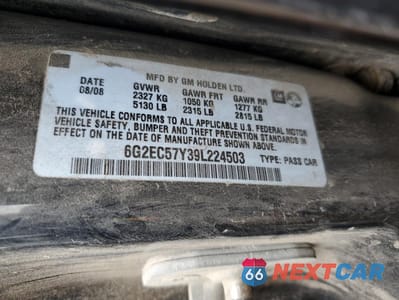 MFD BY GM HOLDEN LTD.
DATE GVWR GAWR FRT GAWR RR
08/08 2327 KG 1050 KG 1277 KG
5130 LB 2315 LB 2815 LB
THIS VEHICLE CONFORMS TO ALL APPLICABLE U.S. FEDERAL MOTOR
VEHICLE SAFETY, BUMPER AND THEFT PREVENTION STANDARDS
IN EFFECT ON THE DATE OF MANUFACTURE SHOWN ABOVE.
6G2EC57Y39L224503 TYPE: PASS CAR
GM
66 NEXTCAR